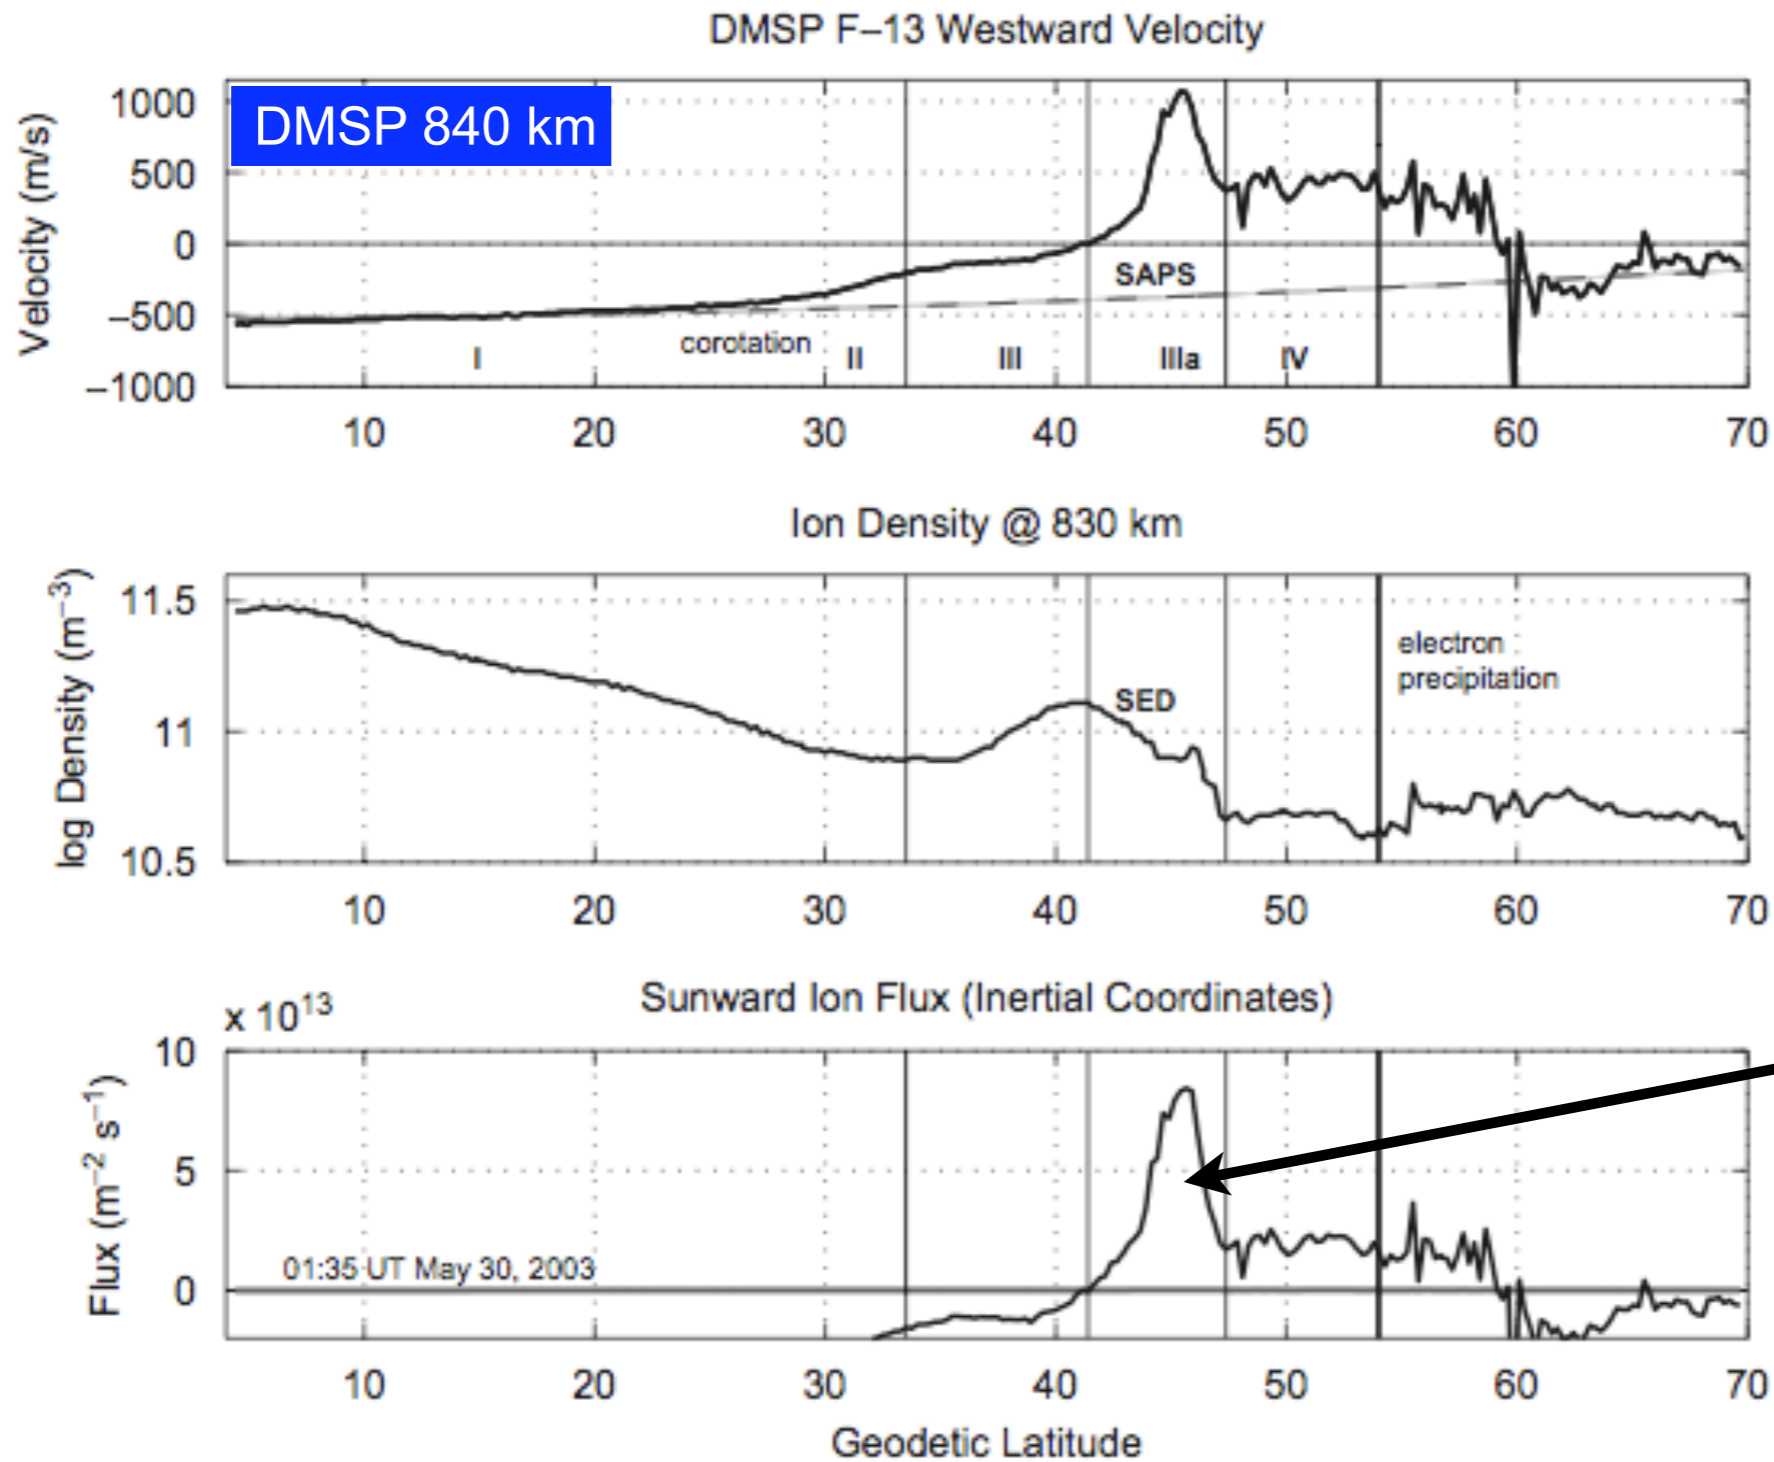 DMSP F–13 Westward Velocity
DMSP 840 km
Velocity (m/s)
1000
500
0
–500
–1000
SAPS
corotation
I
II
III
IIIa
IV
10 20 30 40 50 60 70
Ion Density @ 830 km
log Density (m⁻³)
11.5
11
10.5
SED
electron
precipitation
10 20 30 40 50 60 70
Sunward Ion Flux (Inertial Coordinates)
x 10¹³
Flux (m⁻² s⁻¹)
10
5
0
01:35 UT May 30, 2003
10 20 30 40 50 60 70
Geodetic Latitude